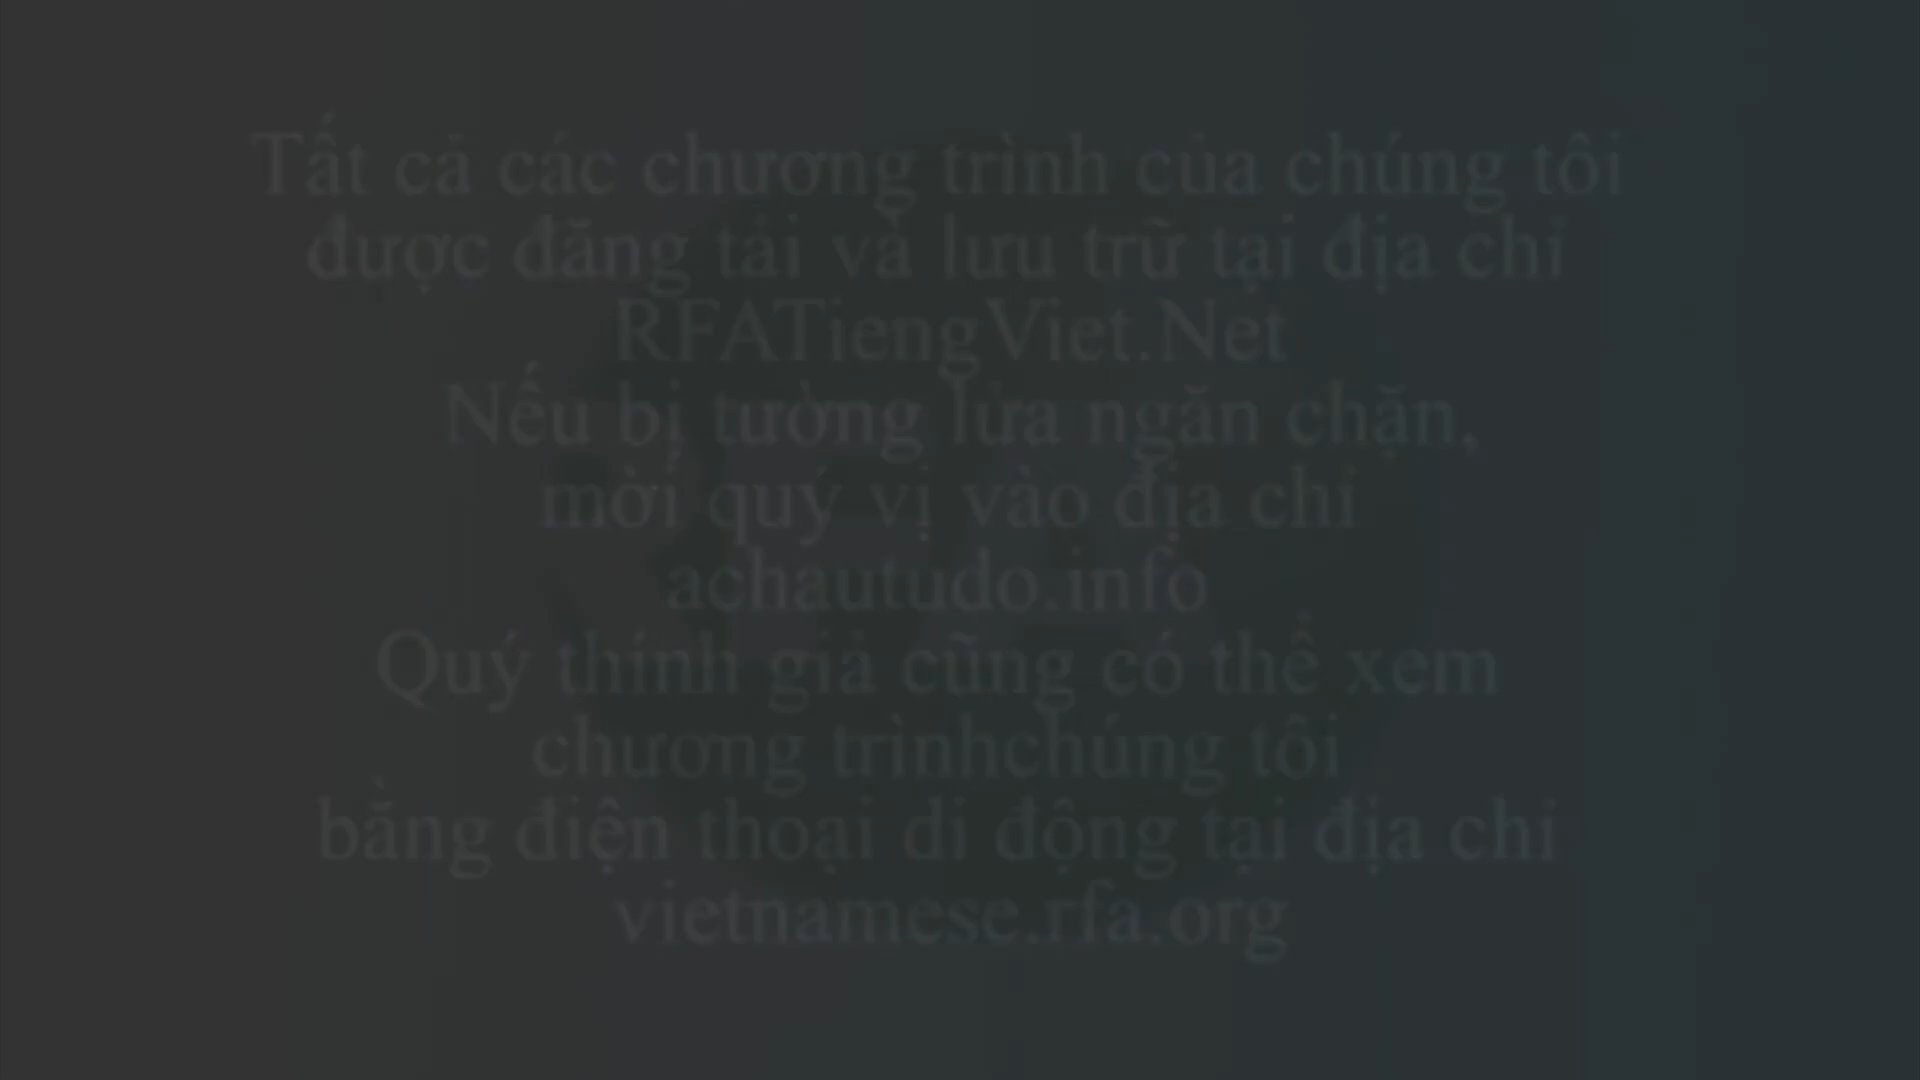 Tất cả các chương trình của chúng tôi
được đăng tải và lưu trữ tại địa chỉ
RFATiengViet.Net
Nếu bị tường lửa ngăn chặn,
mời quý vị vào địa chỉ
achautudo.info
Quý thính giả cũng có thể xem
chương trìnhchúng tôi
bằng điện thoại di động tại địa chỉ
vietnamese.rfa.org